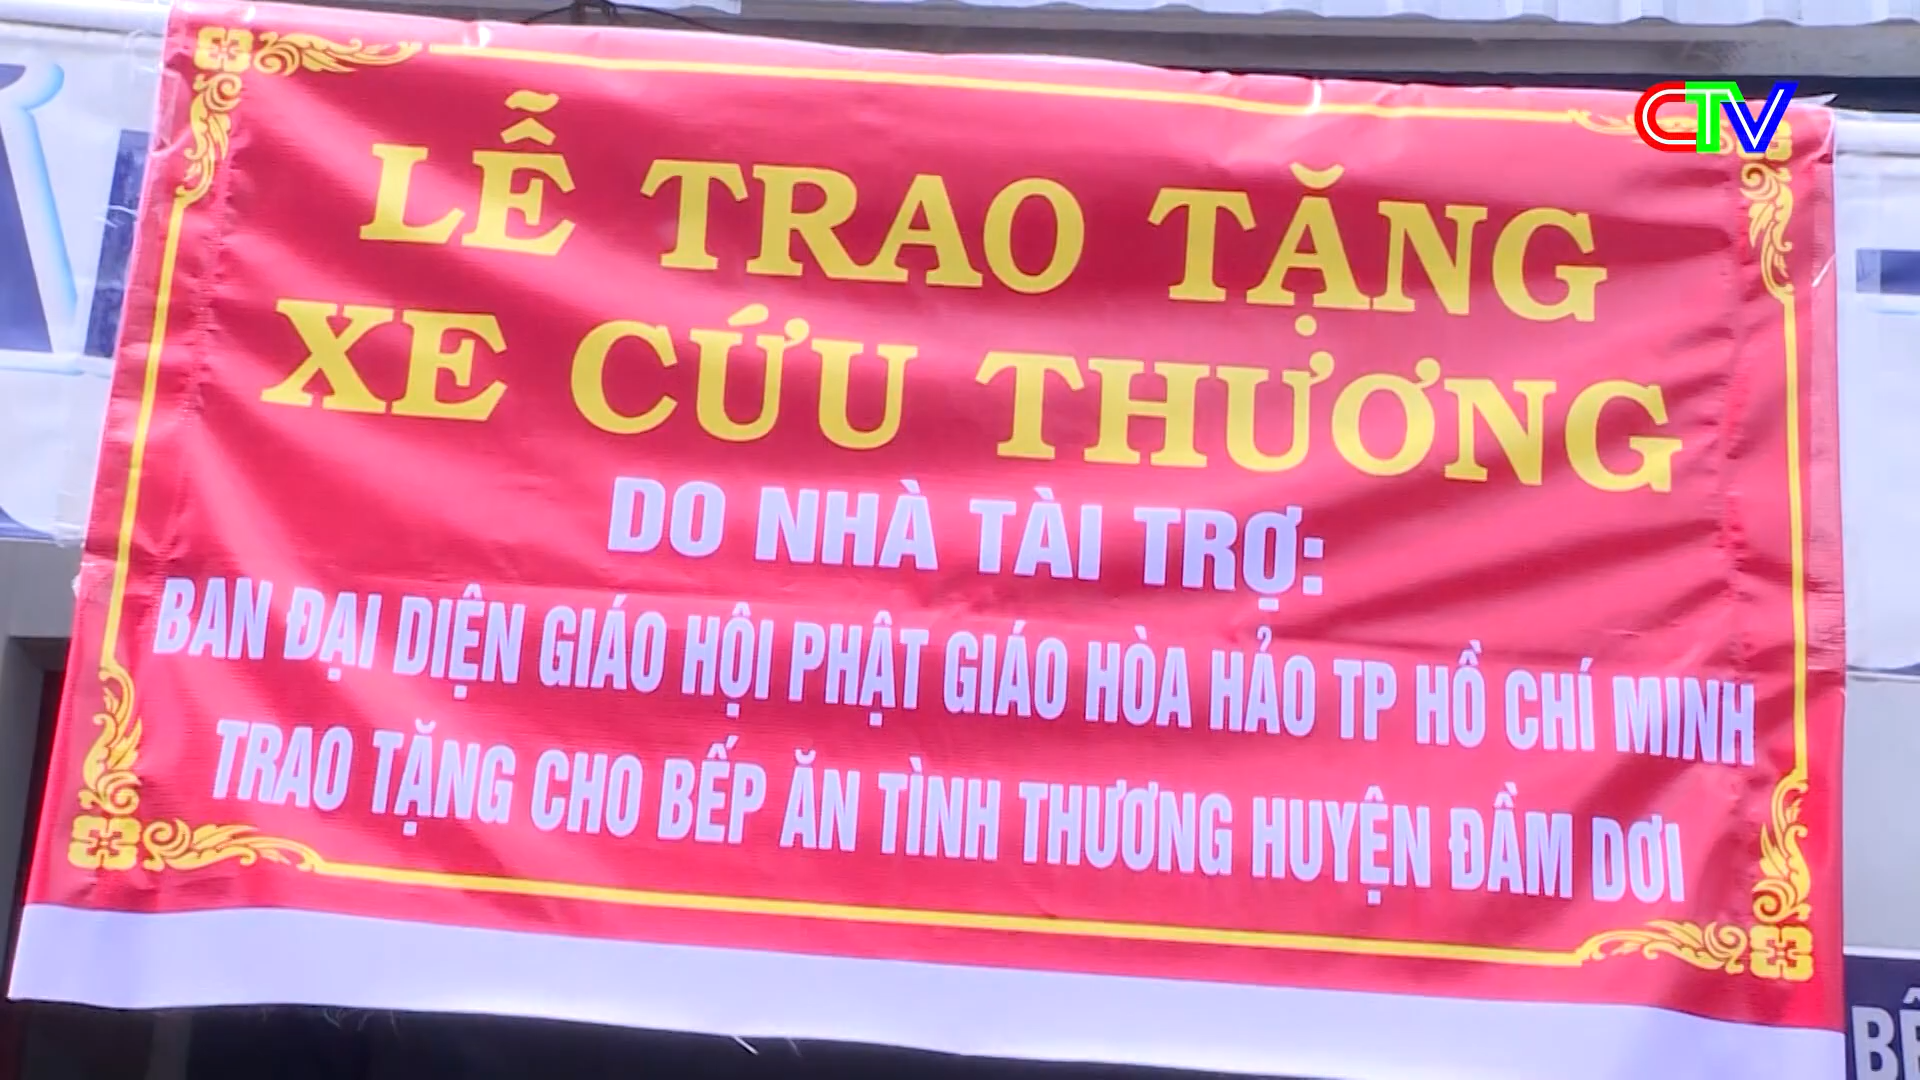 CTV
LỄ TRAO TẶNG
XE CỨU THƯƠNG
DO NHÀ TÀI TRỢ:
BAN ĐẠI DIỆN GIÁO HỘI PHẬT GIÁO HÒA HẢO TP HỒ CHÍ MINH
TRAO TẶNG CHO BẾP ĂN TÌNH THƯƠNG HUYỆN ĐẦM DƠI